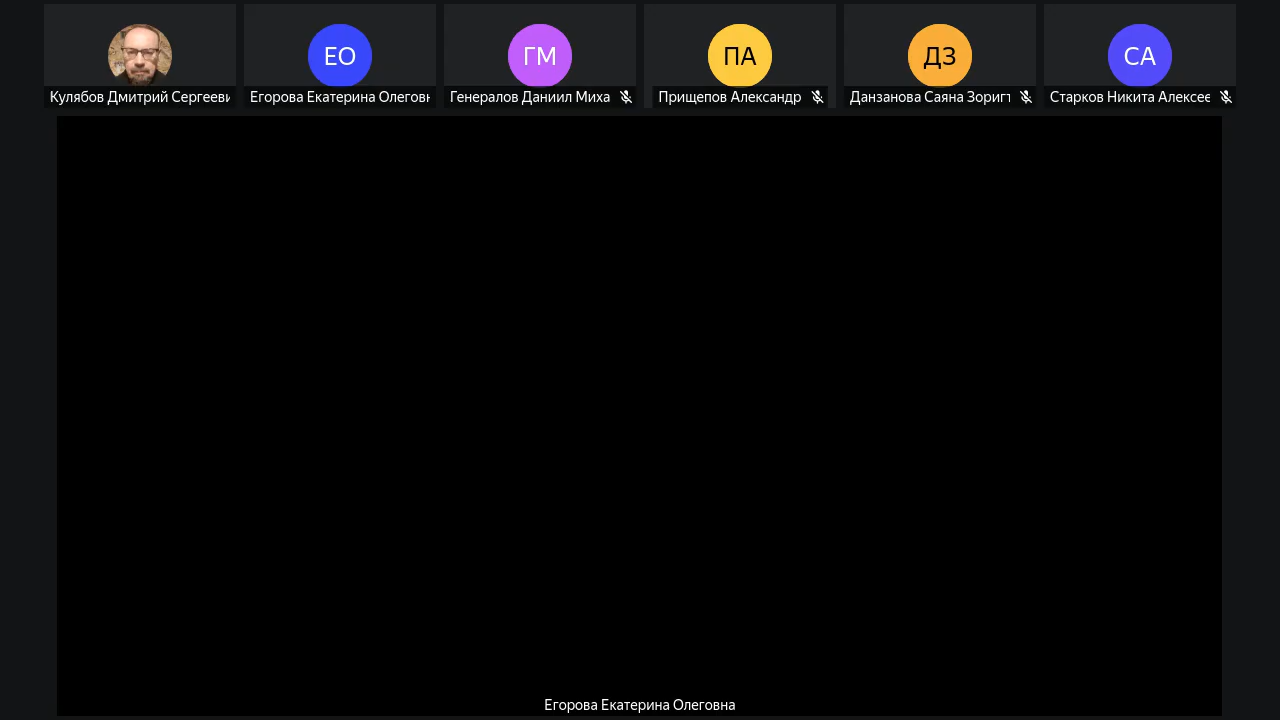 ЕО
ГМ
ПА
ДЗ
СА
Кулябов Дмитрий Сергееви
Егорова Екатерина Олеговн
Генералов Даниил Миха
Прищепов Александр
Данзанова Саяна Зоригт
Старков Никита Алексее
Егорова Екатерина Олеговна